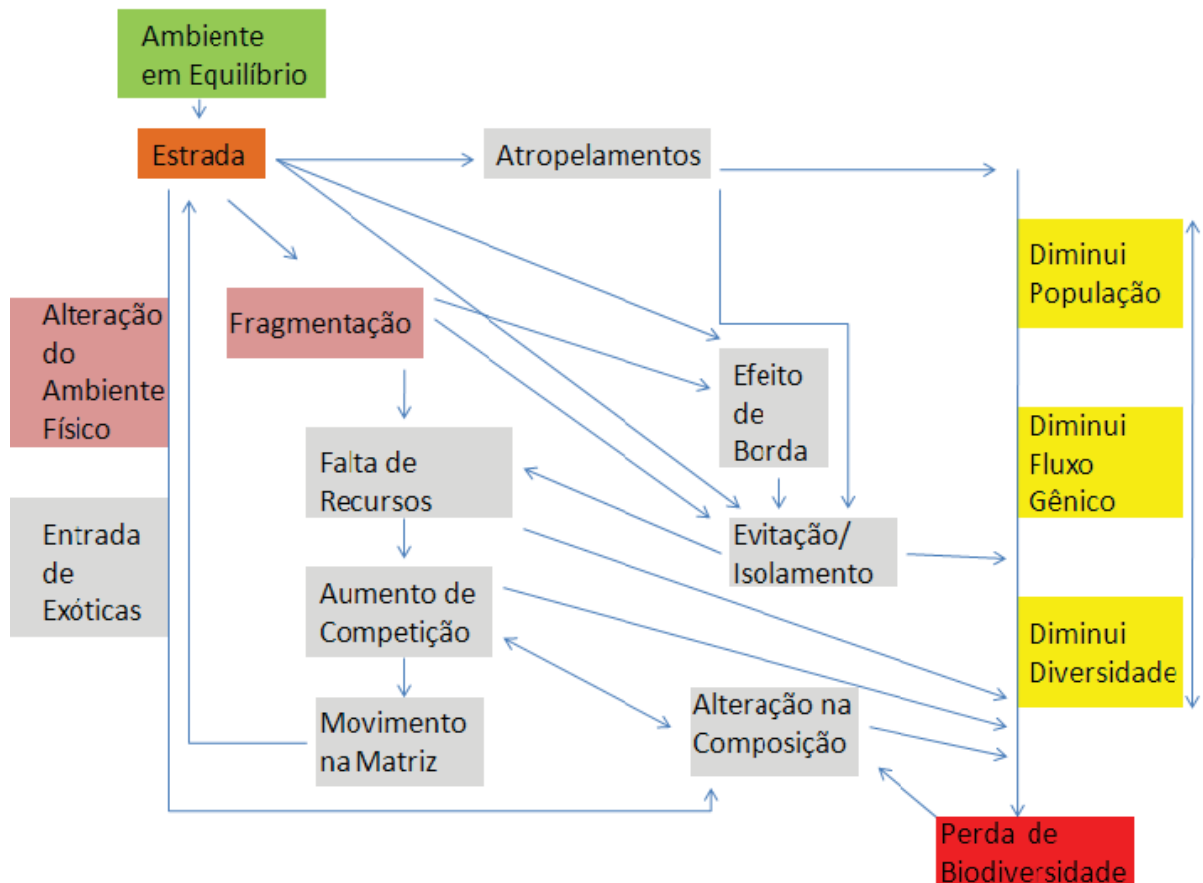 Ambiente
em Equilíbrio
Estrada
Atropelamentos
Diminui
População
Alteração
do
Ambiente
Físico
Fragmentação
Efeito
de
Borda
Diminui
Fluxo
Gênico
Falta de
Recursos
Entrada
de
Exóticas
Evitação/
Isolamento
Aumento de
Competição
Diminui
Diversidade
Movimento
na Matriz
Alteração na
Composição
Perda de
Biodiversidade